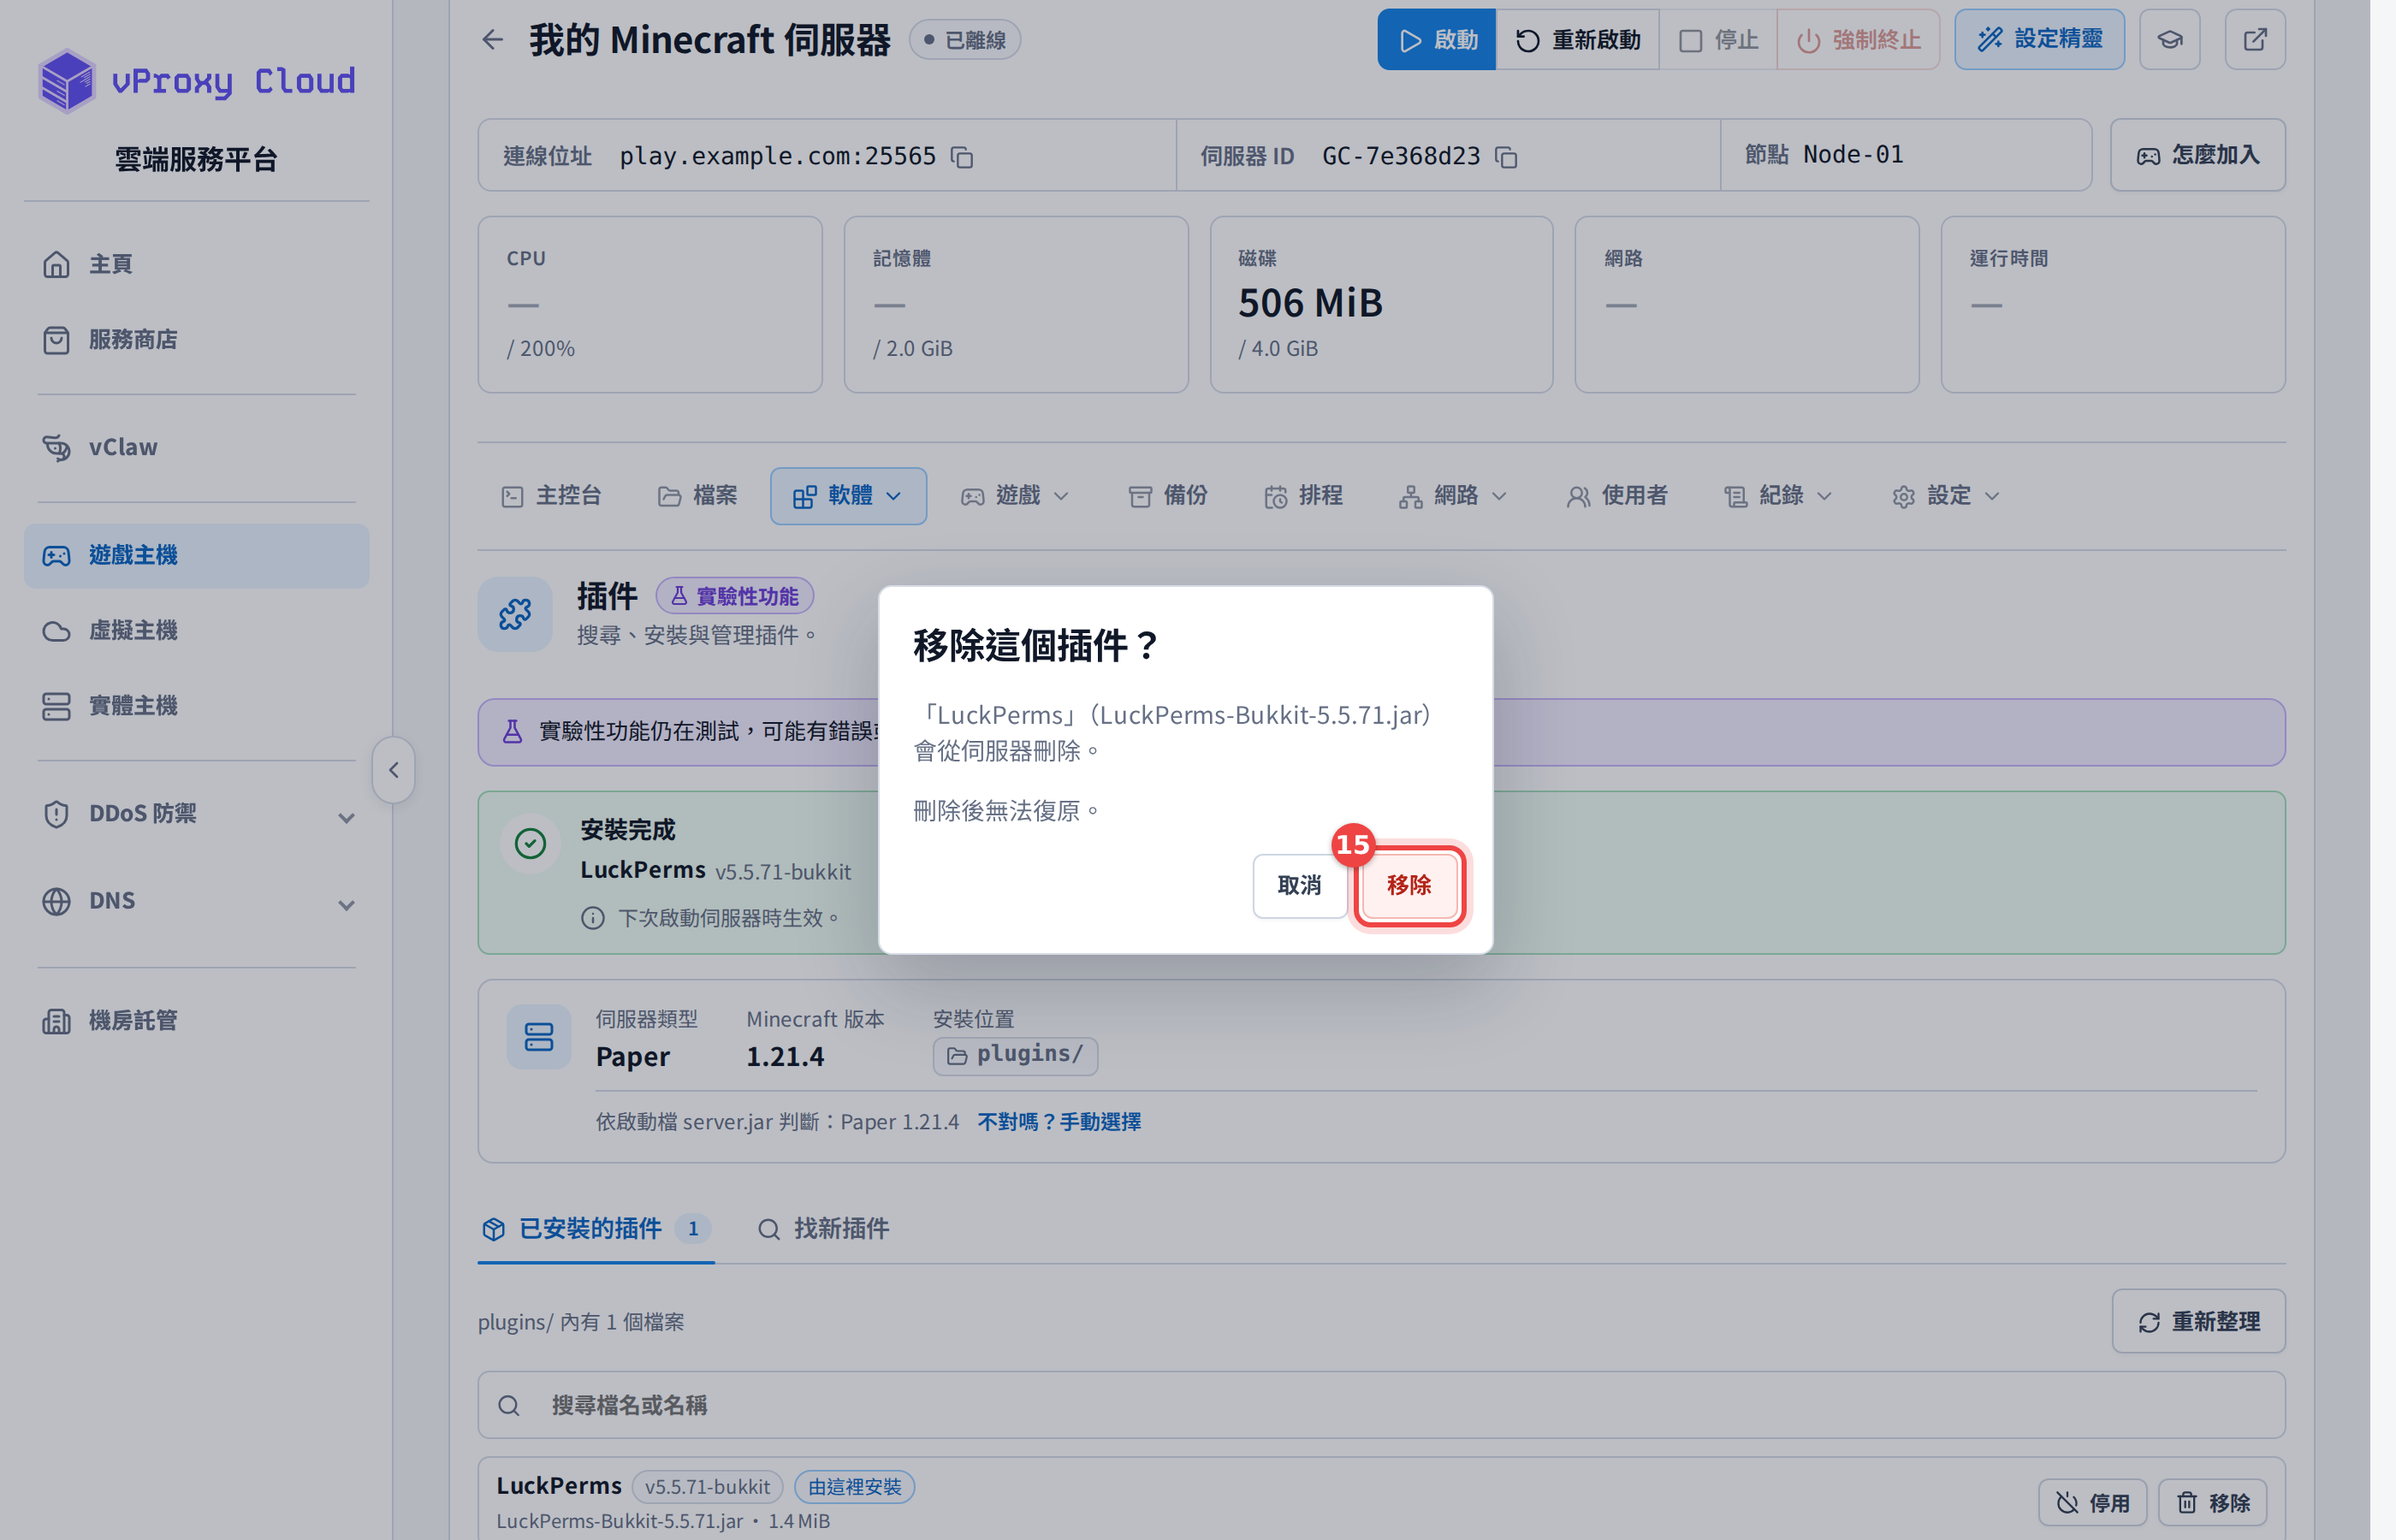 vProxy Cloud
雲端服務平台
主頁
服務商店
vClaw
遊戲主機
虛擬主機
實體主機
DDoS 防禦
DNS
機房託管
我的 Minecraft 伺服器
已離線
啟動
重新啟動
停止
強制終止
設定精靈
連線位址 play.example.com:25565
伺服器 ID GC-7e368d23
節點 Node-01
怎麼加入
CPU
—
/ 200%
記憶體
—
/ 2.0 GiB
磁碟
506 MiB
/ 4.0 GiB
網路
—
運行時間
—
主控台
檔案
軟體
遊戲
備份
排程
網路
使用者
紀錄
設定
插件
實驗性功能
搜尋、安裝與管理插件。
實驗性功能仍在測試，可能有錯誤
安裝完成
LuckPerms v5.5.71-bukkit
下次啟動伺服器時生效。
移除這個插件？
「LuckPerms」（LuckPerms-Bukkit-5.5.71.jar）
會從伺服器刪除。
刪除後無法復原。
15
取消
移除
伺服器類型
Paper
Minecraft 版本
1.21.4
安裝位置
plugins/
依啟動檔 server.jar 判斷：Paper 1.21.4 不對嗎？手動選擇
已安裝的插件 1
找新插件
plugins/ 內有 1 個檔案
重新整理
搜尋檔名或名稱
LuckPerms v5.5.71-bukkit 由這裡安裝
LuckPerms-Bukkit-5.5.71.jar • 1.4 MiB
停用
移除